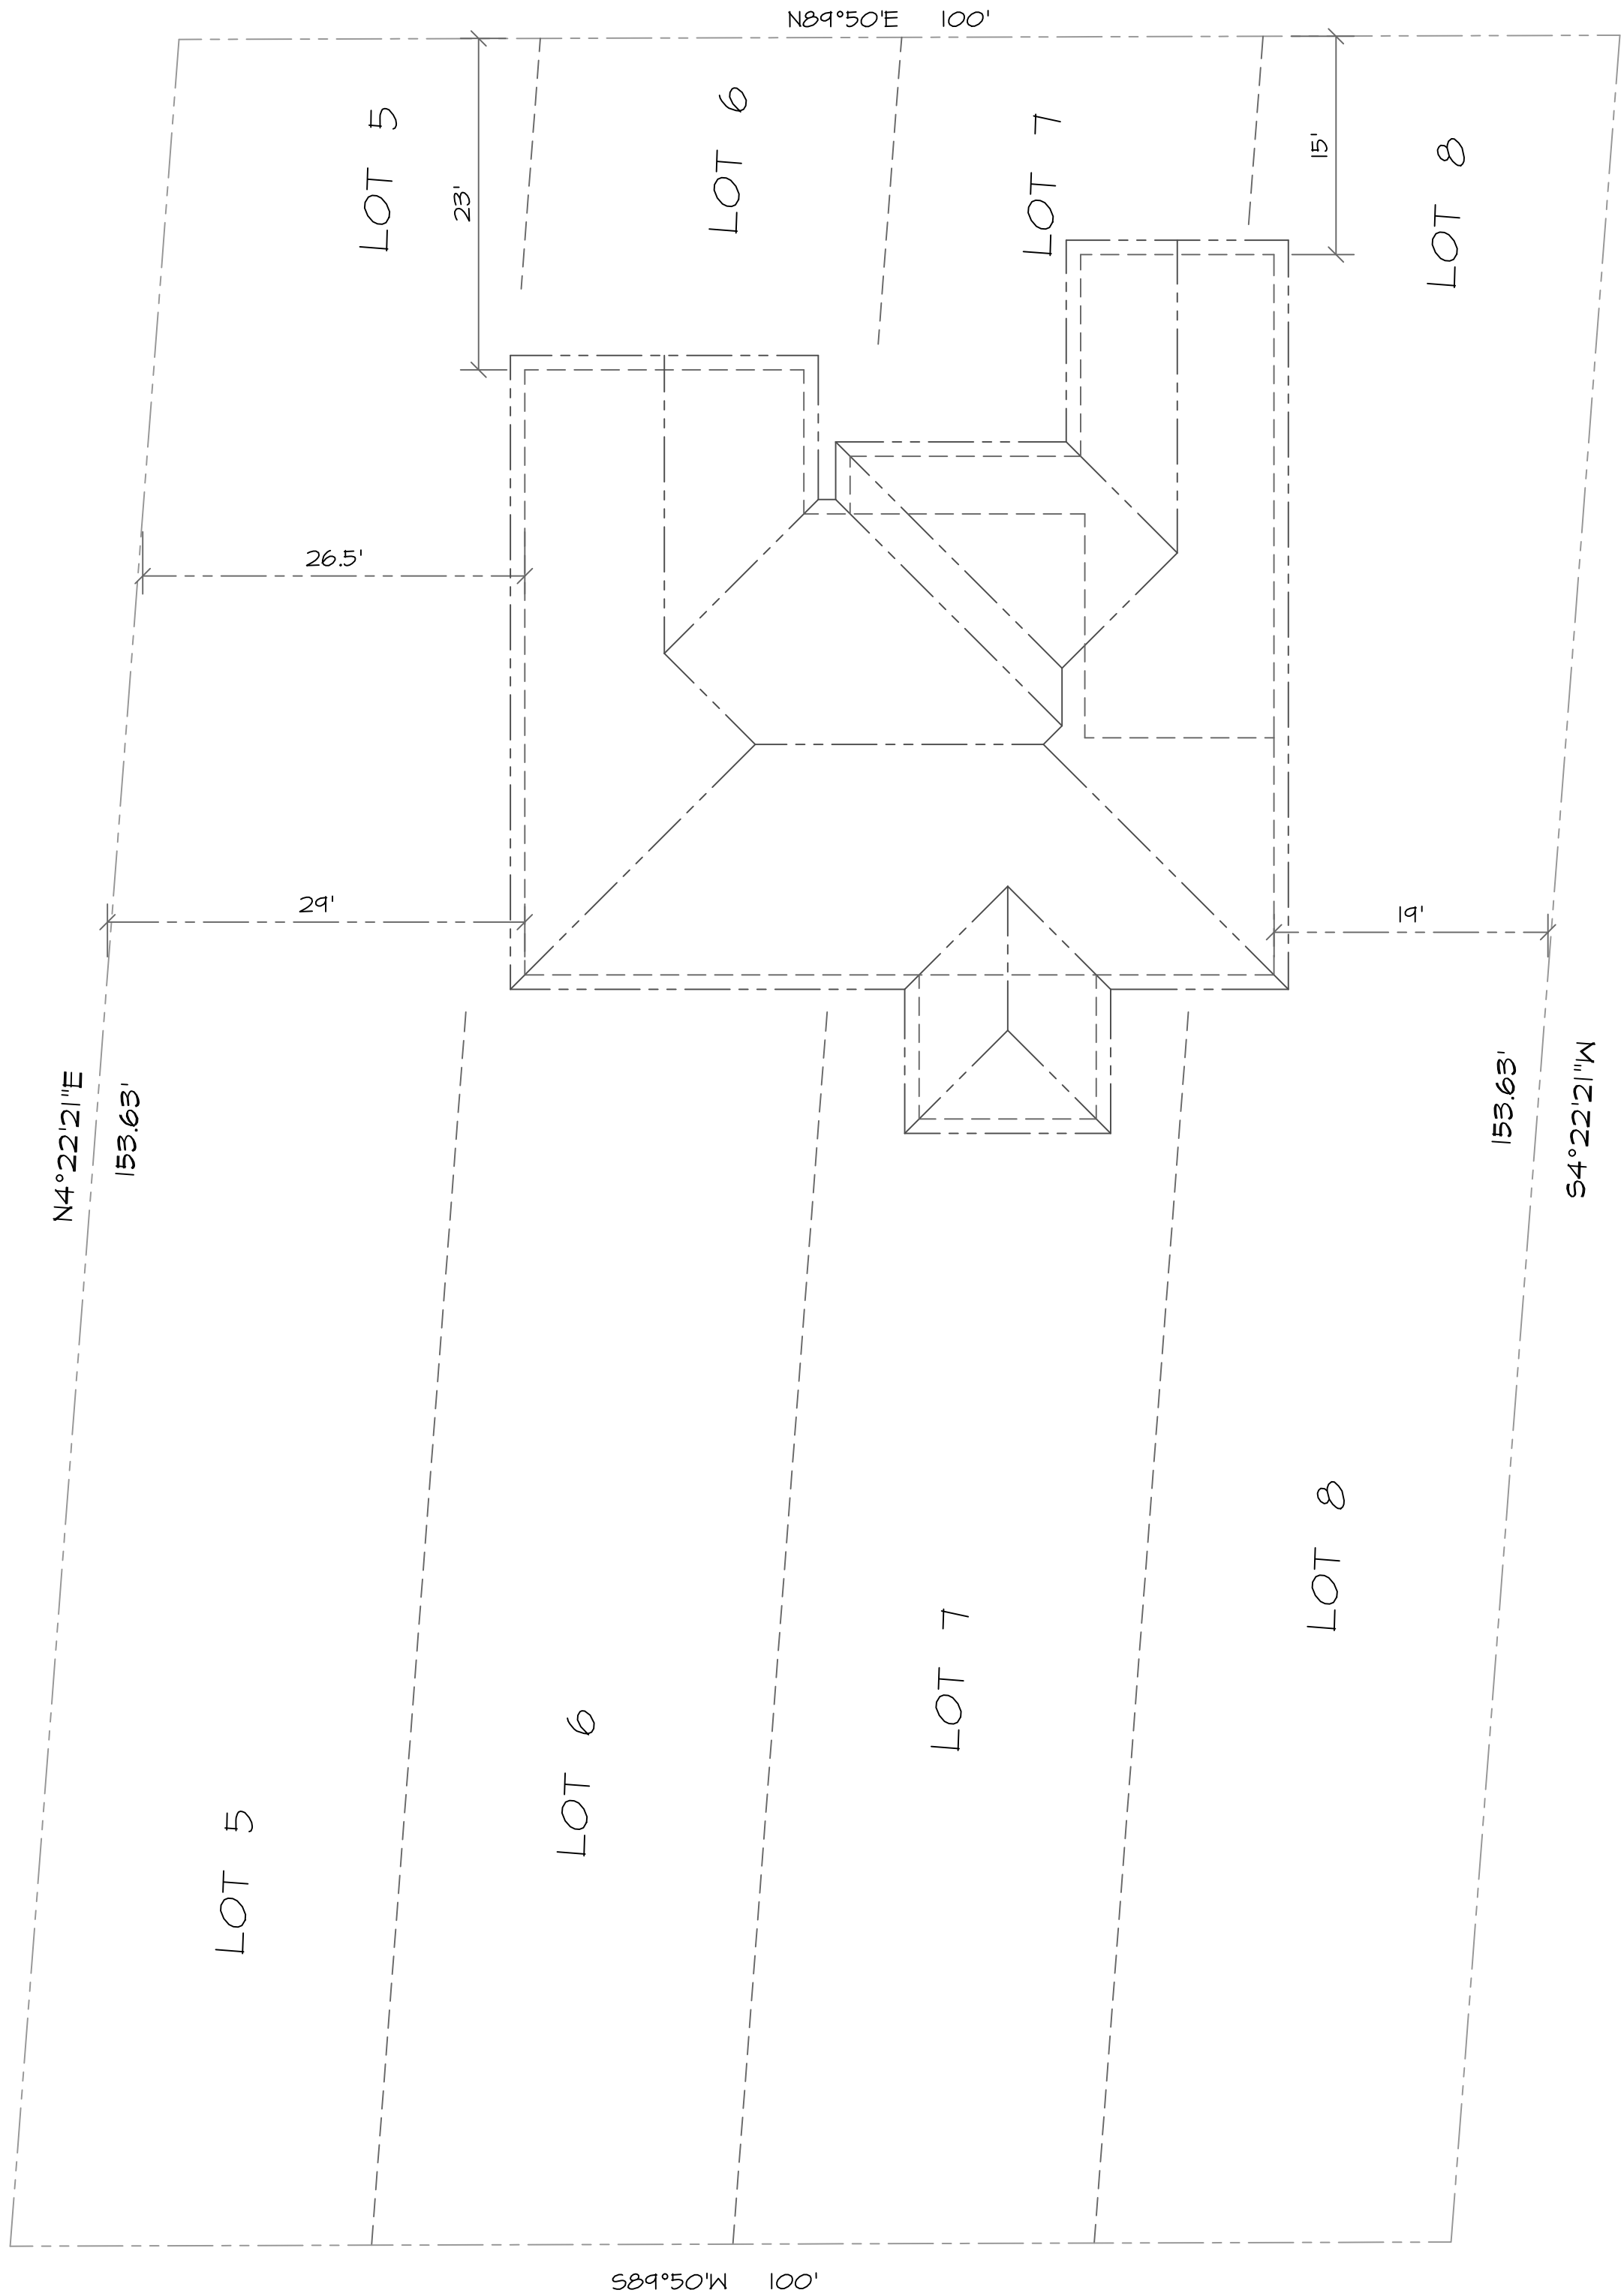 N89°50'E 100'
LOT 5
LOT 6
LOT 7
LOT 8
23'
15'
26.5'
29'
19'
N4°22'21"E
153.63'
153.63'
S4°22'21"W
LOT 5
LOT 6
LOT 7
LOT 8
S89°50'W 100'